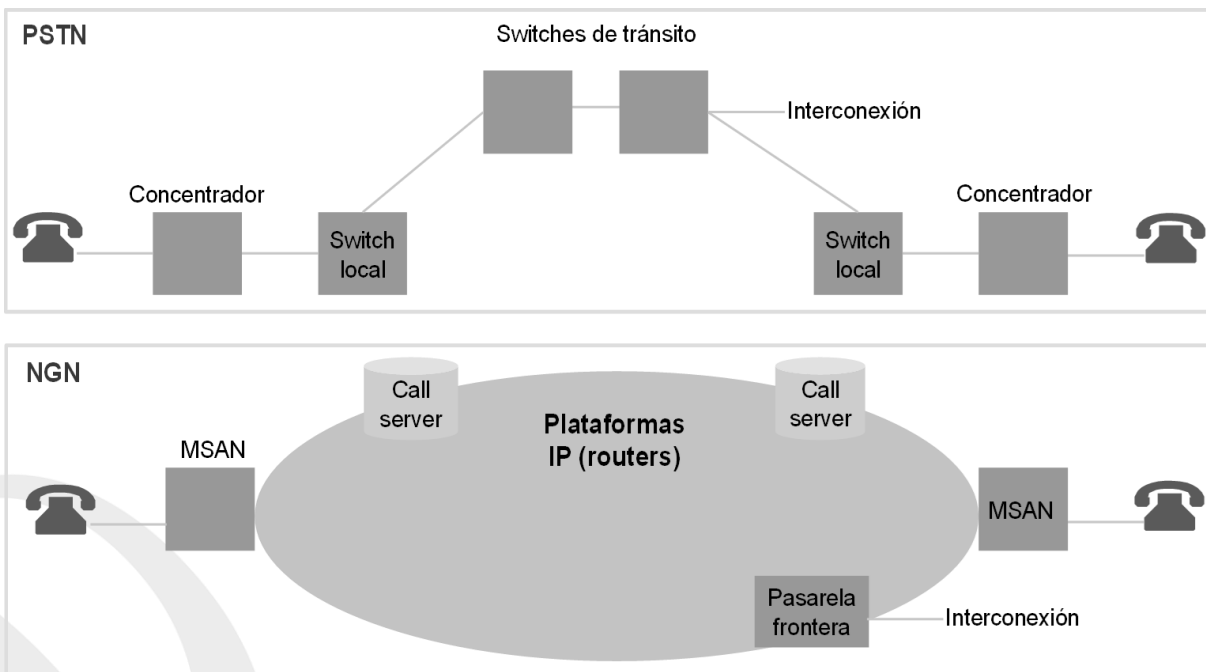 PSTN
Switches de tránsito
Interconexión
Concentrador
Concentrador
Switch
local
Switch
local
NGN
Call
server
Call
server
Plataformas
IP (routers)
MSAN
MSAN
Pasarela
frontera
Interconexión